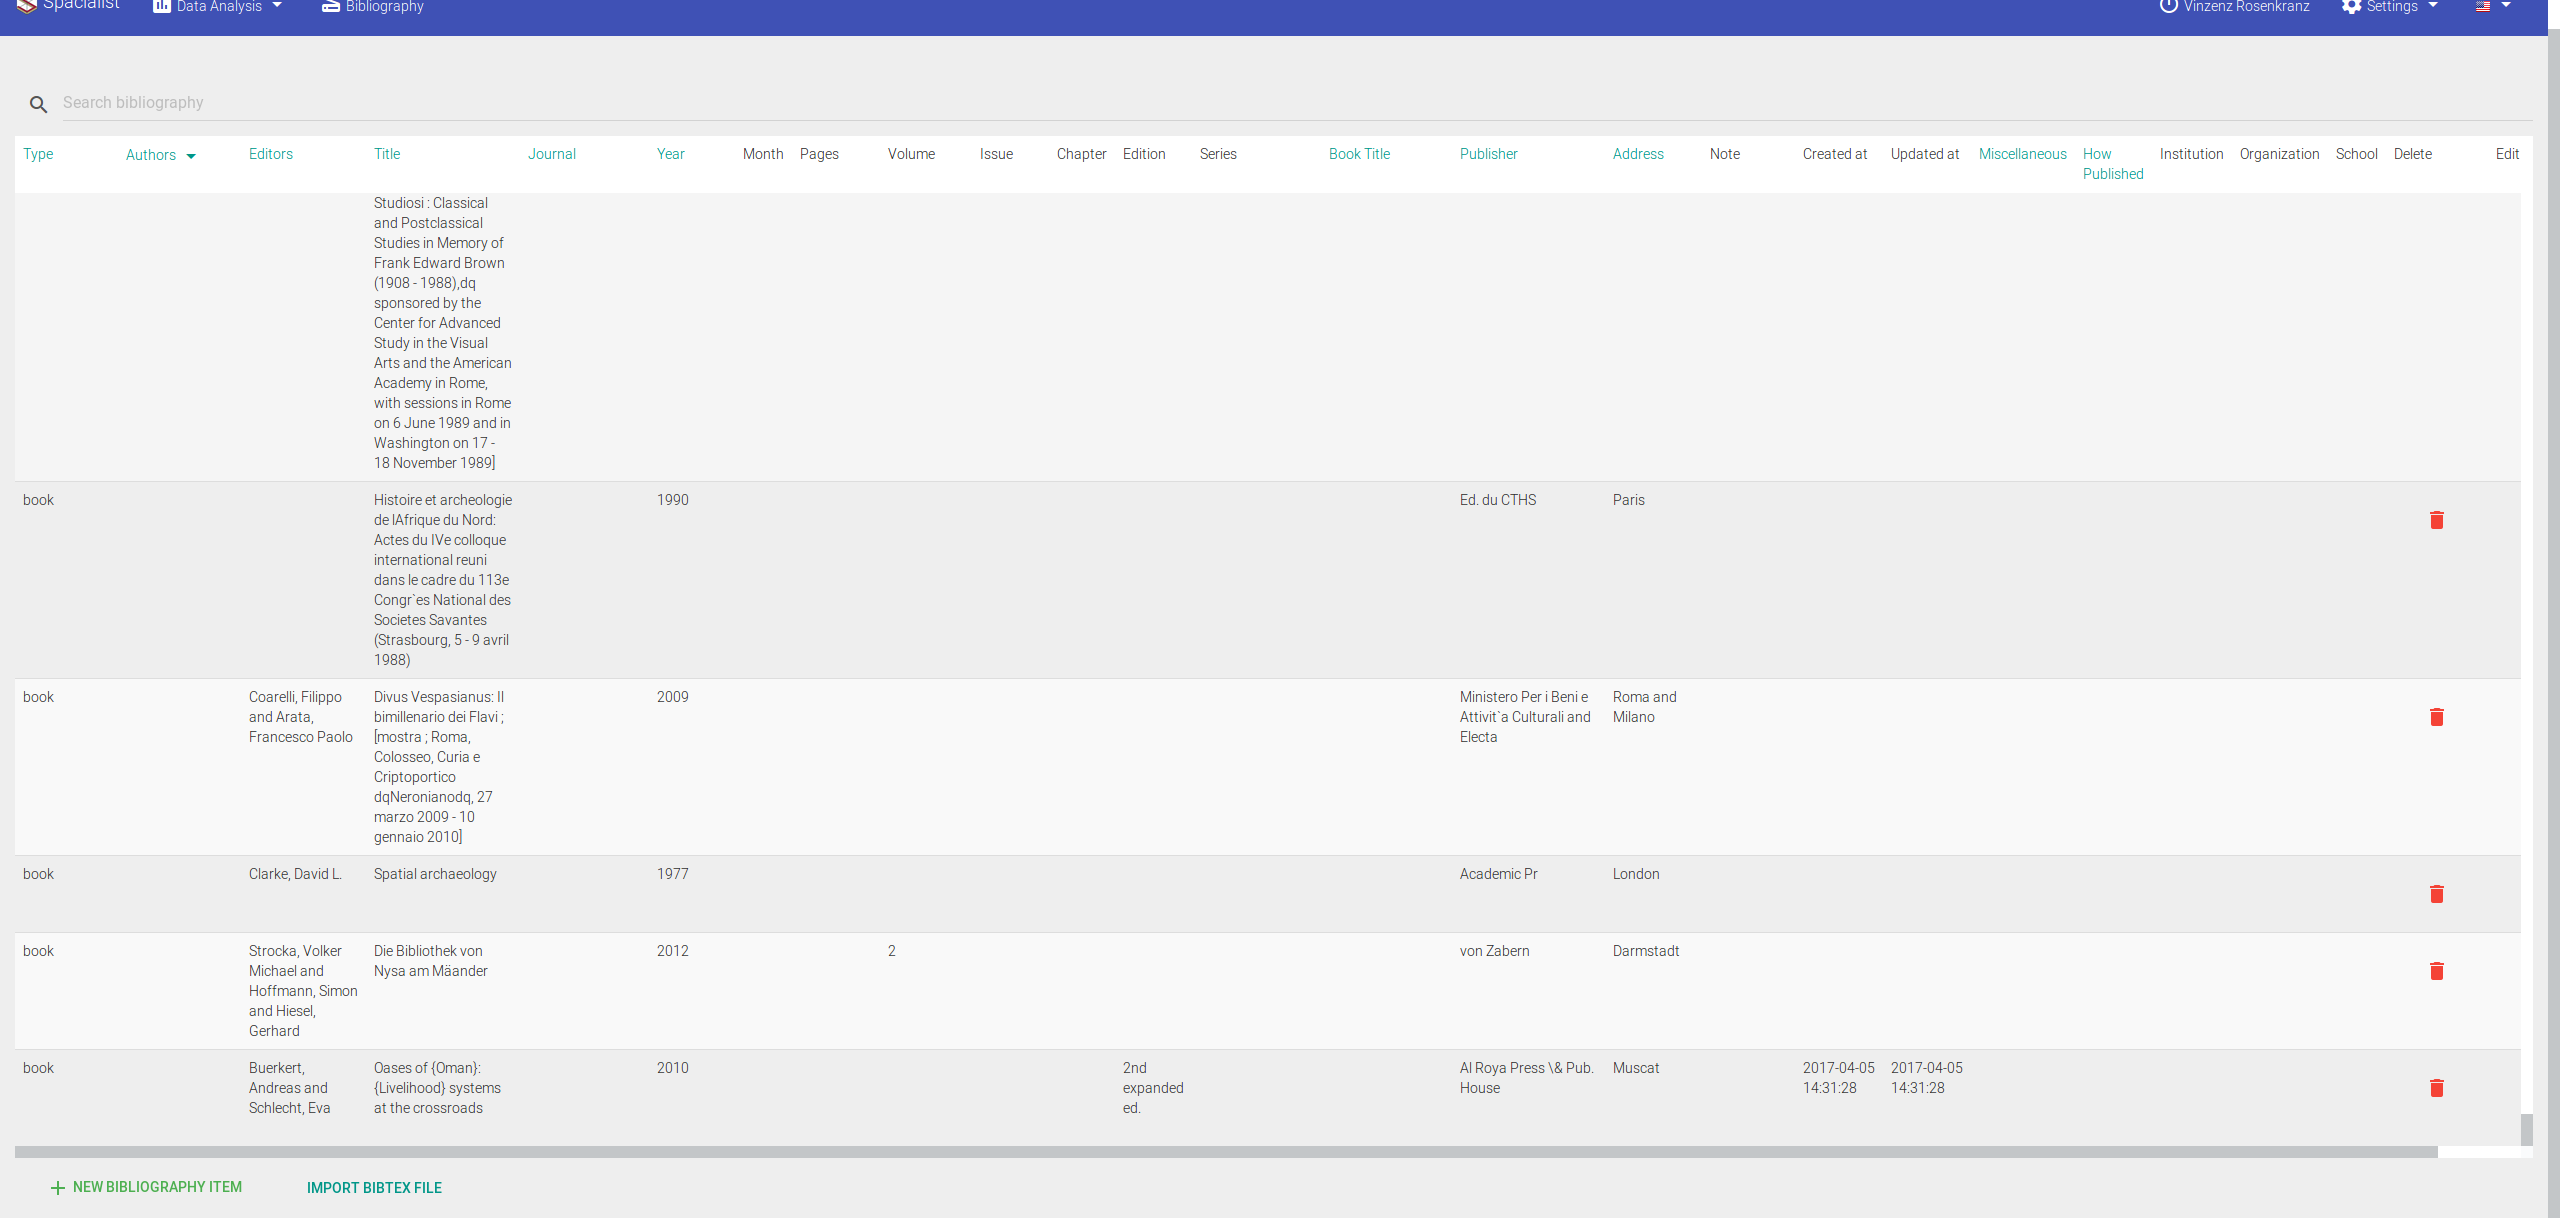 Spacialist Data Analysis Bibliography Vinzenz Rosenkranz Settings
Search bibliography
Type Authors Editors Title Journal Year Month Pages Volume Issue Chapter Edition Series Book Title Publisher Address Note Created at Updated at Miscellaneous How Published Institution Organization School Delete Edit
Studiosi : Classical
and Postclassical
Studies in Memory of
Frank Edward Brown
(1908 - 1988),dq
sponsored by the
Center for Advanced
Study in the Visual
Arts and the American
Academy in Rome,
with sessions in Rome
on 6 June 1989 and in
Washington on 17 -
18 November 1989]
book Histoire et archeologie 1990 Ed. du CTHS Paris
de lAfrique du Nord:
Actes du IVe colloque
international reuni
dans le cadre du 113e
Congr`es National des
Societes Savantes
(Strasbourg, 5 - 9 avril
1988)
book Coarelli, Filippo Divus Vespasianus: Il 2009 Ministero Per i Beni e Roma and
and Arata, bimillenario dei Flavi ; Attivit`a Culturali and Milano
Francesco Paolo [mostra ; Roma, Electa
Colosseo, Curia e
Criptoportico
dqNeronianodq, 27
marzo 2009 - 10
gennaio 2010]
book Clarke, David L. Spatial archaeology 1977 Academic Pr London
book Strocka, Volker Die Bibliothek von 2012 2 von Zabern Darmstadt
Michael and Nysa am Mäander
Hoffmann, Simon
and Hiesel,
Gerhard
book Buerkert, Oases of {Oman}: 2010 2nd Al Roya Press \& Pub. Muscat 2017-04-05 2017-04-05
Andreas and {Livelihood} systems expanded House 14:31:28 14:31:28
Schlecht, Eva at the crossroads ed.
NEW BIBLIOGRAPHY ITEM IMPORT BIBTEX FILE